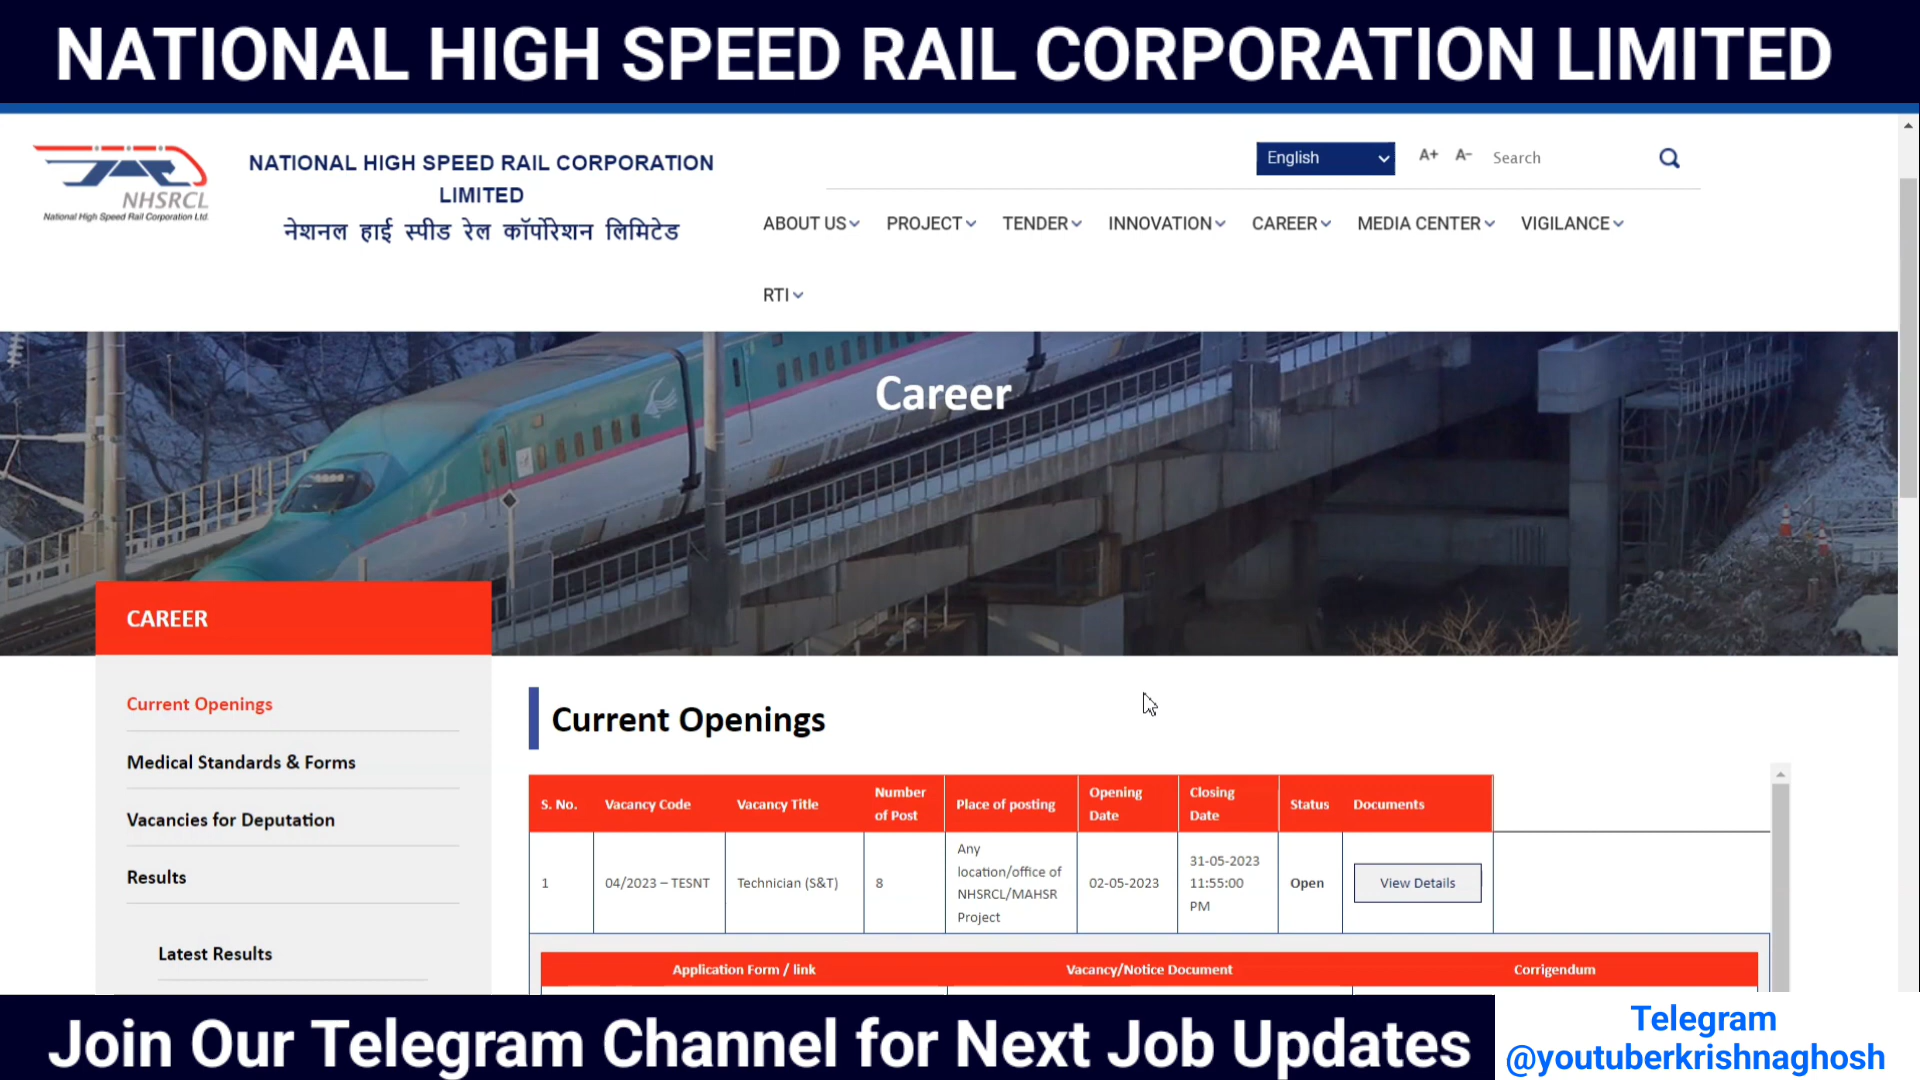 NATIONAL HIGH SPEED RAIL CORPORATION LIMITED
NHSRCL
National High Speed Rail Corporation Ltd.
NATIONAL HIGH SPEED RAIL CORPORATION
LIMITED
नेशनल हाई स्पीड रेल कॉर्पोरेशन लिमिटेड
English
A+ A-
Search
ABOUT US PROJECT TENDER INNOVATION CAREER MEDIA CENTER VIGILANCE
RTI
Career
CAREER
Current Openings
Medical Standards & Forms
Vacancies for Deputation
Results
Latest Results
Current Openings
S. No.
Vacancy Code
Vacancy Title
Number
of Post
Place of posting
Opening
Date
Closing
Date
Status
Documents
1
04/2023 – TESNT
Technician (S&T)
8
Any
location/office of
NHSRCL/MAHSR
Project
02-05-2023
31-05-2023
11:55:00
PM
Open
View Details
Application Form / link
Vacancy/Notice Document
Corrigendum
Join Our Telegram Channel for Next Job Updates
Telegram
@youtuberkrishnaghosh